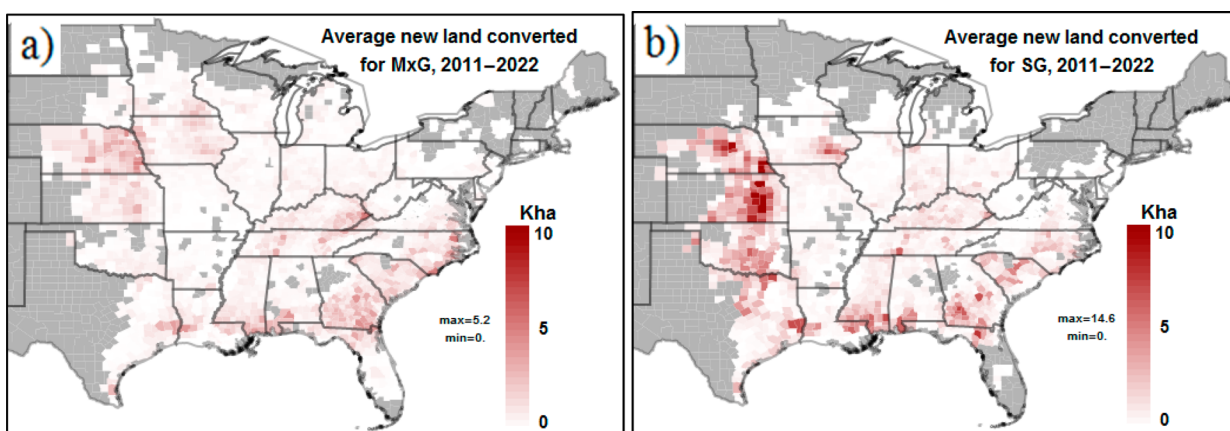 a)
Average new land converted
for MxG, 2011–2022
Kha
10
5
0
max=5.2
min=0.
b)
Average new land converted
for SG, 2011–2022
Kha
10
5
0
max=14.6
min=0.